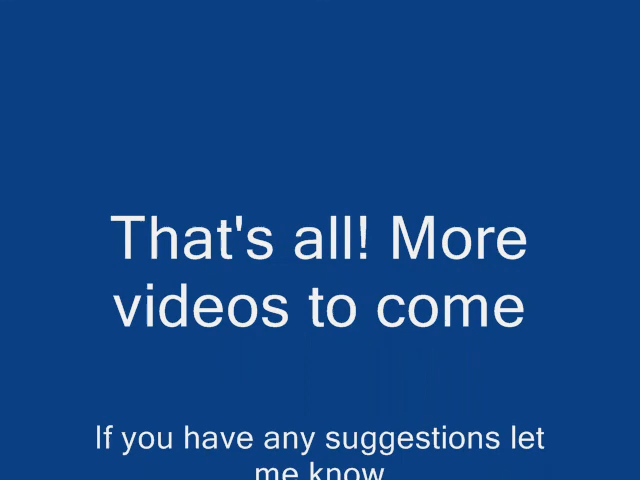 That's all! More
videos to come
If you have any suggestions let
me know